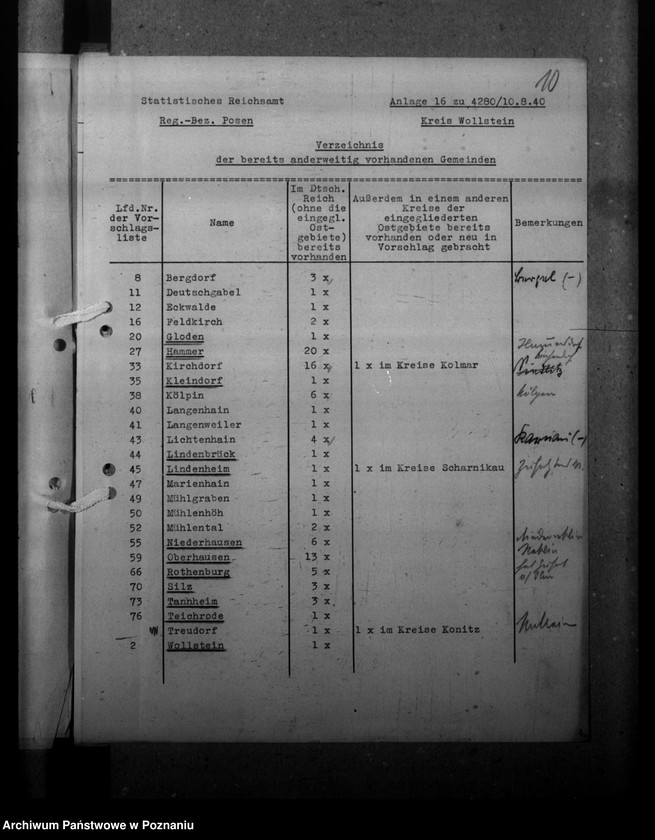 10
Statistisches Reichsamt Anlage 16 zu 4280/10.8.40
Reg.-Bez. Posen Kreis Wollstein
Verzeichnis
der bereits anderweitig vorhandenen Gemeinden
Lfd.Nr. der Vor- schlags- liste
Name
Im Dtsch. Reich (ohne die eingegl. Ost- gebiete) bereits vorhanden
Außerdem in einem anderen Kreise der eingegliederten Ostgebiete bereits vorhanden oder neu in Vorschlag gebracht
Bemerkungen
8 Bergdorf 3 x
11 Deutschgabel 1 x
12 Eckwalde 1 x
16 Feldkirch 2 x
20 Gloden 1 x
27 Hammer 20 x
33 Kirchdorf 16 x 1 x im Kreise Kolmar
35 Kleindorf 1 x
38 Kölpin 6 x
40 Langenhain 1 x
41 Langenweiler 1 x
43 Lichtenhain 4 x
44 Lindenbrück 1 x
45 Lindenheim 1 x 1 x im Kreise Scharnikau
47 Marienhain 1 x
49 Mühlgraben 1 x
50 Mühlenhöh 1 x
52 Mühlental 2 x
55 Niederhausen 6 x
59 Oberhausen 13 x
66 Rothenburg 5 x
70 Silz 3 x
73 Tanhheim 3 x
76 Teichrode 1 x
Treudorf 1 x 1 x im Kreise Konitz
2 Wollstein 1 x
Archiwum Państwowe w Poznaniu